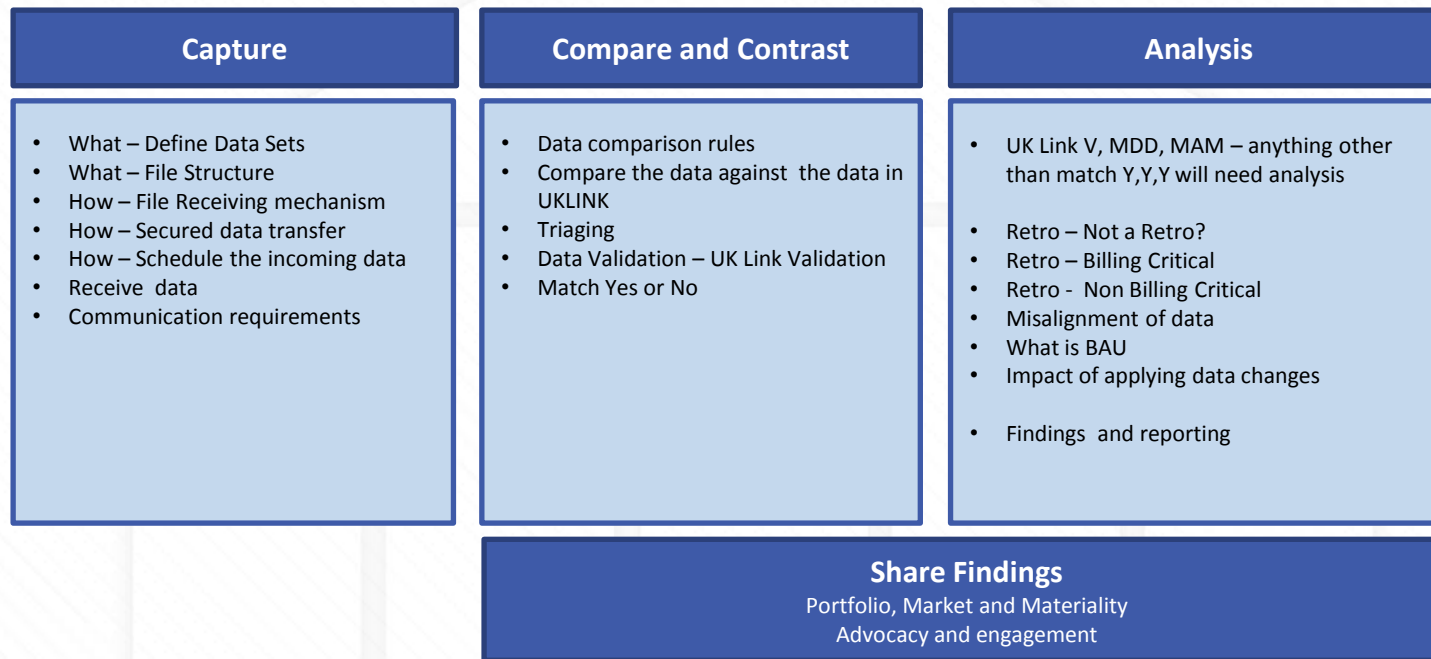 Capture
• What – Define Data Sets
• What – File Structure
• How – File Receiving mechanism
• How – Secured data transfer
• How – Schedule the incoming data
• Receive data
• Communication requirements
Compare and Contrast
• Data comparison rules
• Compare the data against the data in
UKLINK
• Triaging
• Data Validation – UK Link Validation
• Match Yes or No
Analysis
• UK Link V, MDD, MAM – anything other
than match Y,Y,Y will need analysis
• Retro – Not a Retro?
• Retro – Billing Critical
• Retro - Non Billing Critical
• Misalignment of data
• What is BAU
• Impact of applying data changes
• Findings and reporting
Share Findings
Portfolio, Market and Materiality
Advocacy and engagement